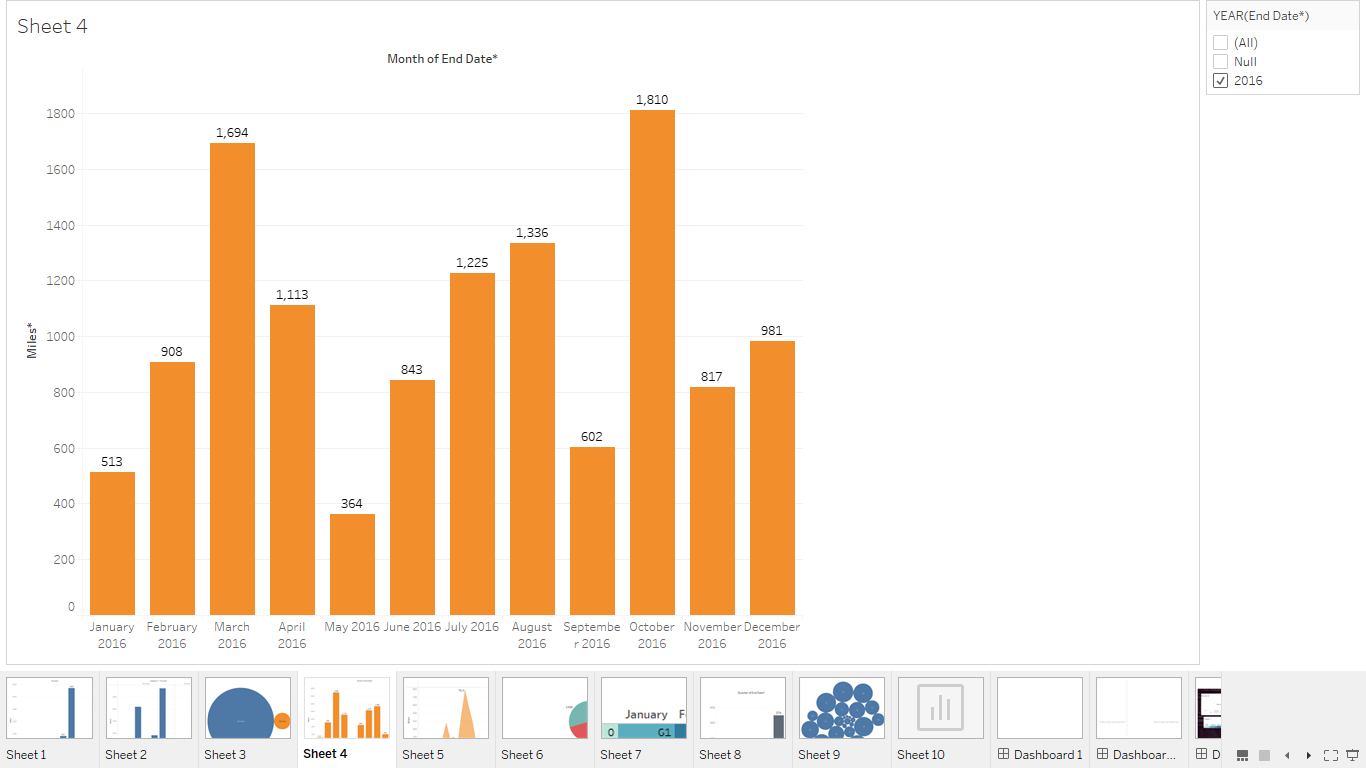 Sheet 4
YEAR(End Date*)
(All)
Null
2016
Month of End Date*
Miles*
1800
1600
1400
1200
1000
800
600
400
200
0
513
908
1,694
1,113
364
843
1,225
1,336
602
1,810
817
981
January
2016
February
2016
March
2016
April
2016
May 2016
June 2016
July 2016
August
2016
Septembe
r 2016
October
2016
November
2016
December
2016
January F
0 G1
Sheet 1
Sheet 2
Sheet 3
Sheet 4
Sheet 5
Sheet 6
Sheet 7
Sheet 8
Sheet 9
Sheet 10
Dashboard 1
Dashboar...
D